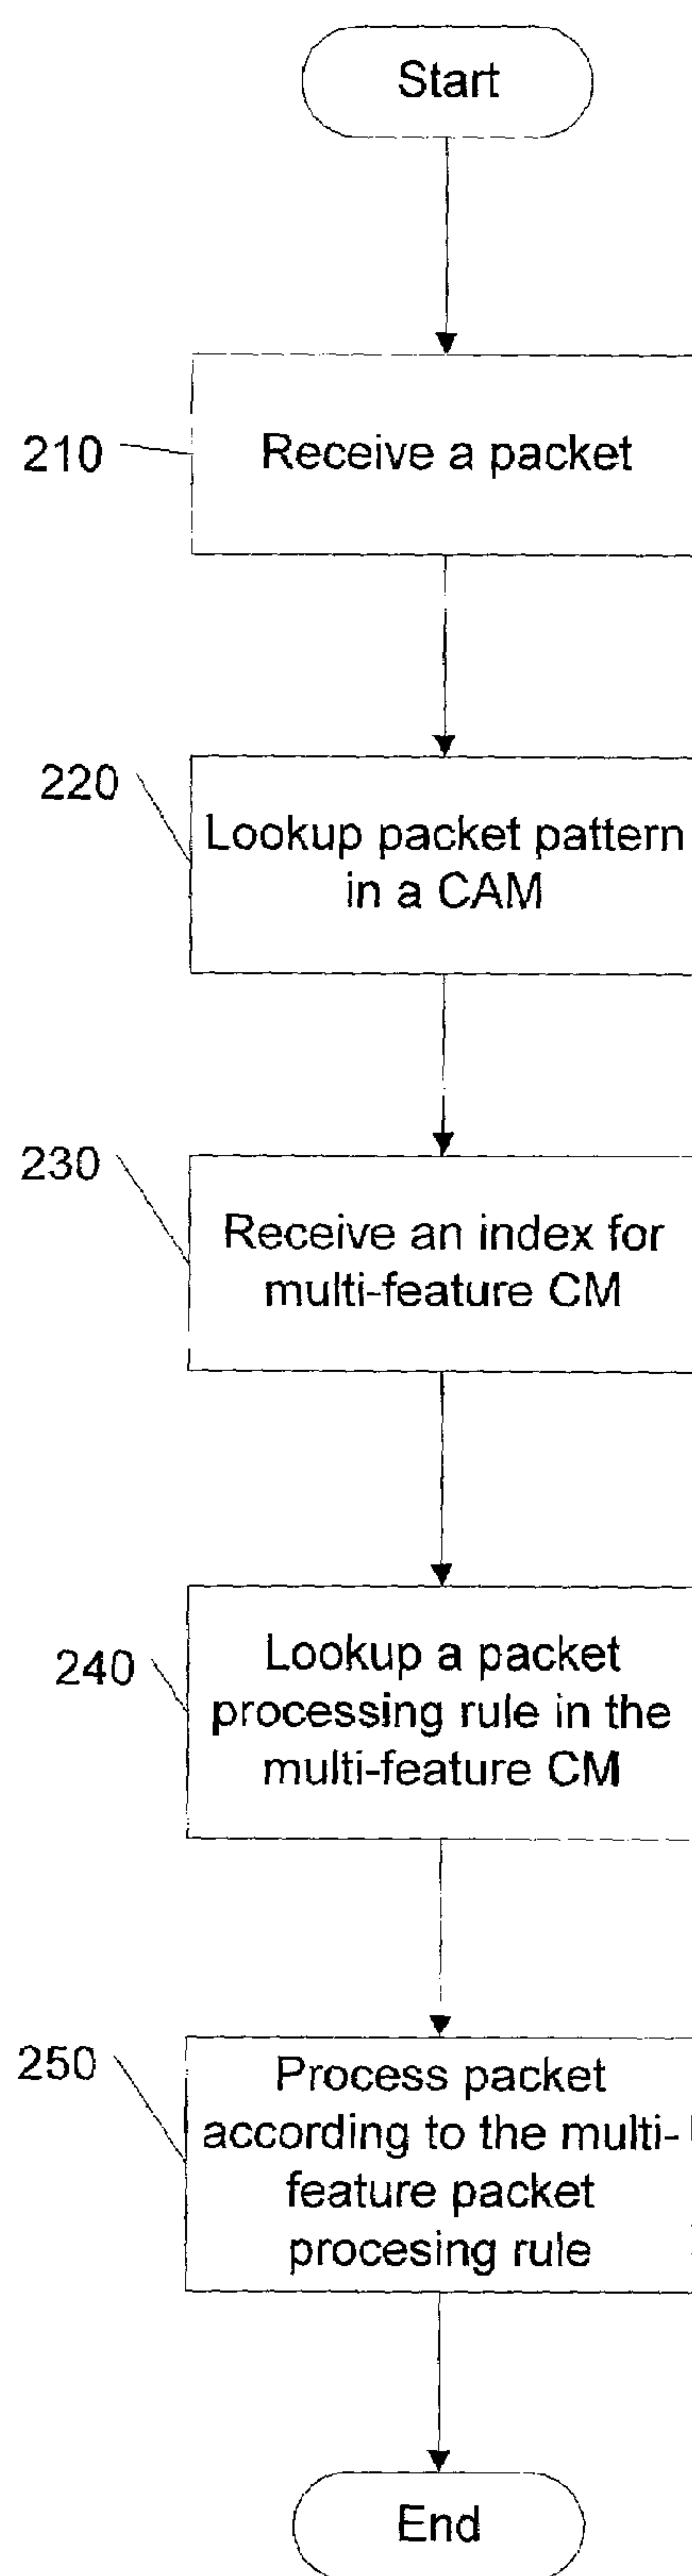 Start
210
Receive a packet
220
Lookup packet pattern
in a CAM
230
Receive an index for
multi-feature CM
240
Lookup a packet
processing rule in the
multi-feature CM
250
Process packet
according to the multi-
feature packet
procesing rule
End